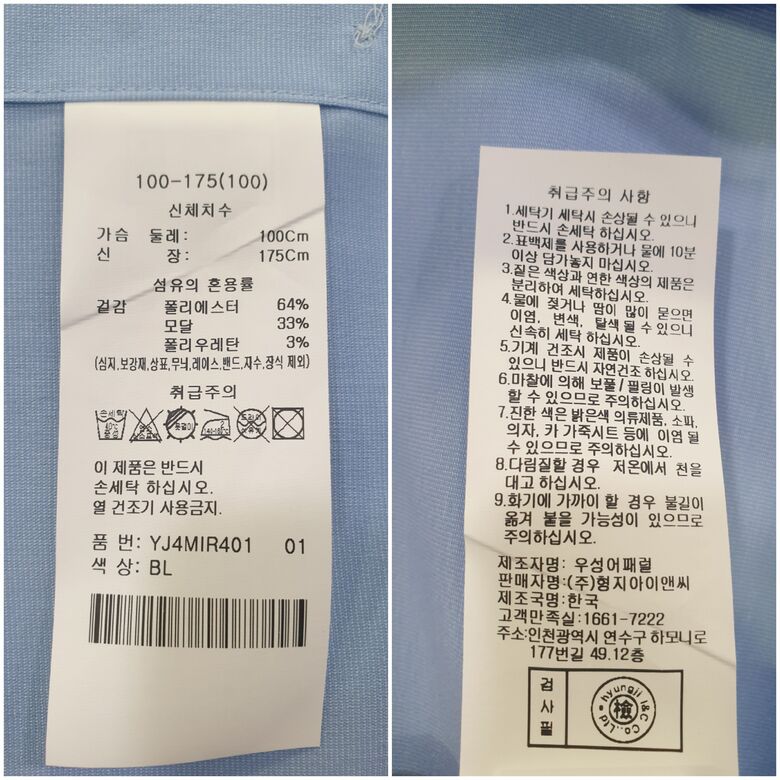 100-175(100)
신체치수
가슴 둘레: 100Cm
신 장: 175Cm
섬유의 혼용률
겉감 폴리에스터 64%
모달 33%
폴리우레탄 3%
(심지,보강재,상표,무늬,레이스,밴드,자수,장식 제외)
취급주의
손세탁
이 제품은 반드시
손세탁 하십시오.
열 건조기 사용금지.
품 번: YJ4MIR401 01
색 상: BL
취급주의 사항
1.세탁기 세탁시 손상될 수 있으니
반드시 손세탁 하십시오.
2.표백제를 사용하거나 물에 10분
이상 담가놓지 마십시오.
3.짙은 색상과 연한 색상의 제품은
분리하여 세탁하십시오.
4.물에 젖거나 땀이 많이 묻으면
이염, 변색, 탈색 될 수 있으니
신속히 세탁 하십시오.
5.기계 건조시 제품이 손상될 수
있으니 반드시 자연건조 하십시오.
6.마찰에 의해 보풀/필링이 발생
할 수 있으므로 주의하십시오.
7.진한 색은 밝은색 의류제품, 소파,
의자, 카 가죽시트 등에 이염 될
수 있으므로 주의하십시오.
8.다림질할 경우 저온에서 천을
대고 하십시오.
9.화기에 가까이 할 경우 불길이
옮겨 붙을 가능성이 있으므로
주의하십시오.
제조자명: 우성어패럴
판매자명:(주)형지아이앤씨
제조국명:한국
고객만족실:1661-7222
주소:인천광역시 연수구 하모니로
177번길 49.12층
검사필
hyungji I&C Co.,Ltd.
檢